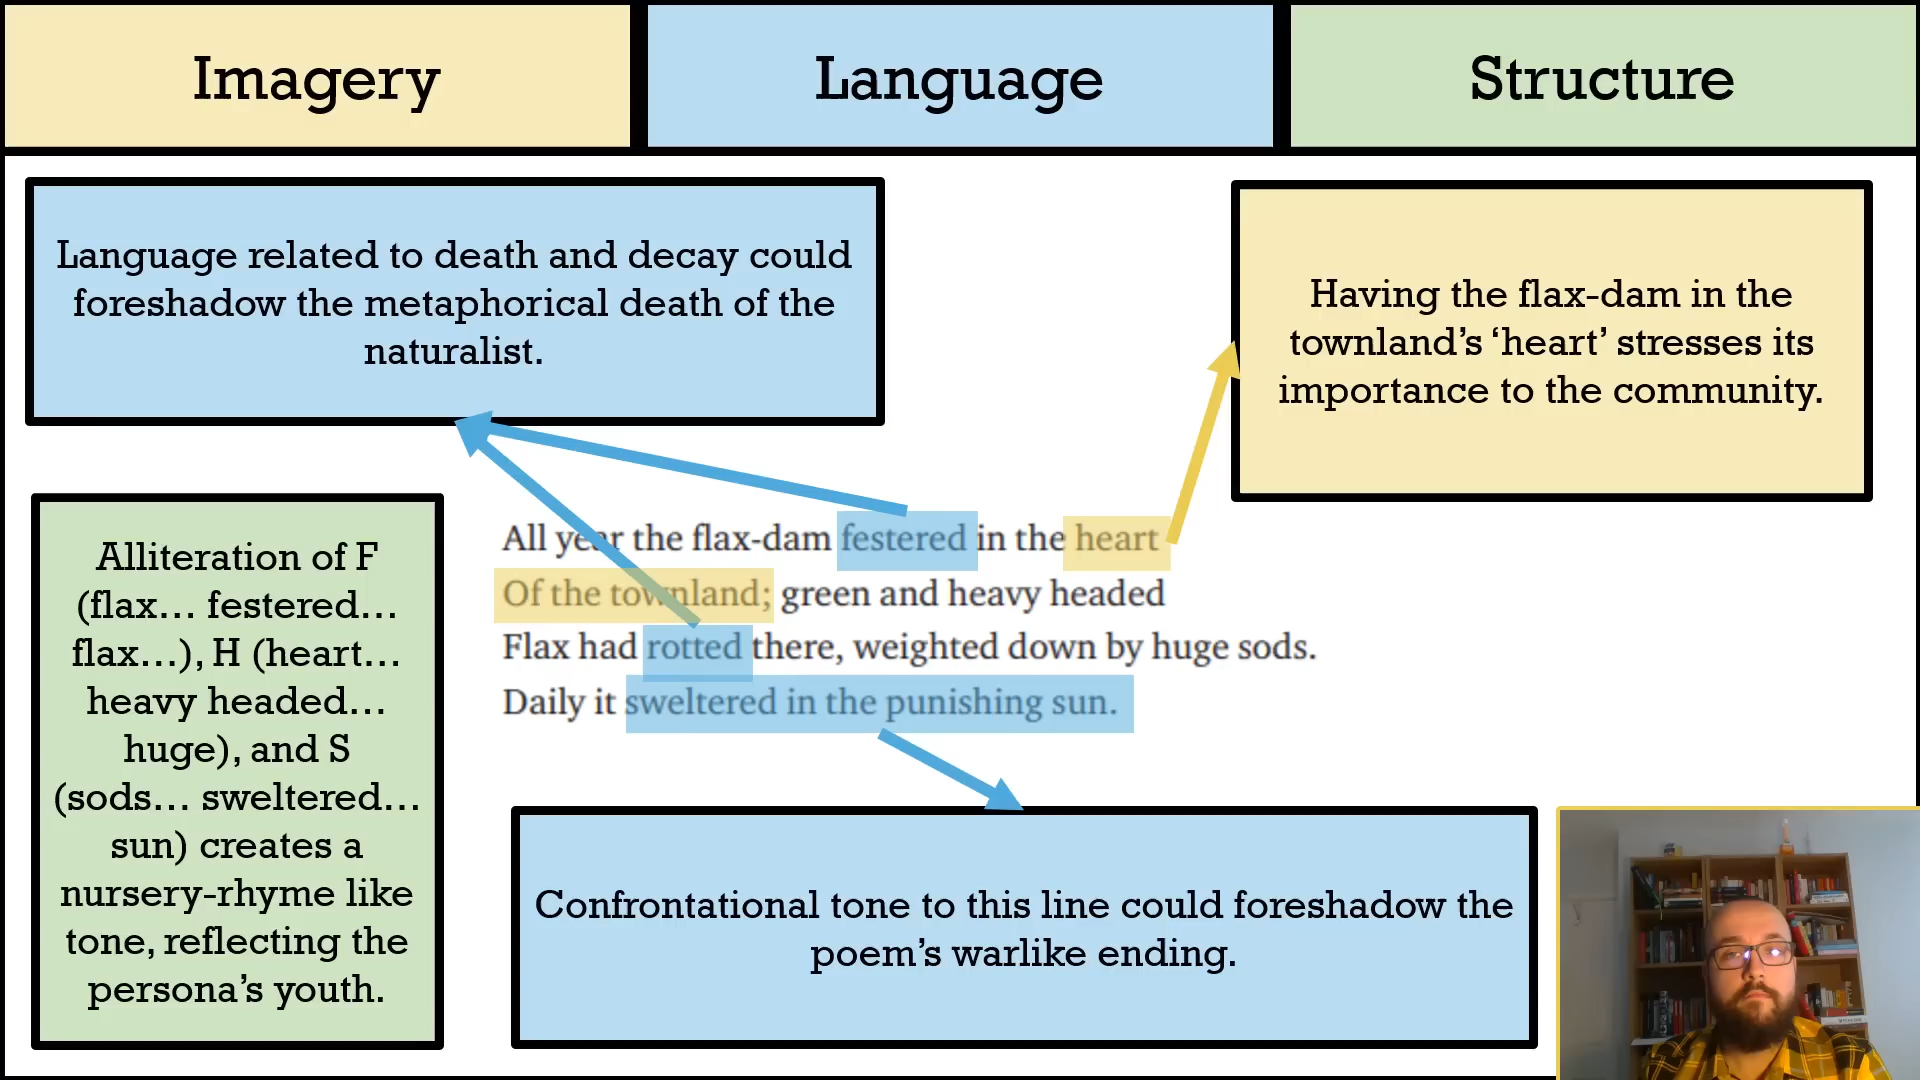 Imagery
Language
Structure
Language related to death and decay could
foreshadow the metaphorical death of the
naturalist.
Having the flax-dam in the
townland’s ‘heart’ stresses its
importance to the community.
Alliteration of F
(flax… festered…
flax…), H (heart…
heavy headed…
huge), and S
(sods… sweltered…
sun) creates a
nursery-rhyme like
tone, reflecting the
persona’s youth.
All year the flax-dam festered in the heart
Of the townland; green and heavy headed
Flax had rotted there, weighted down by huge sods.
Daily it sweltered in the punishing sun.
Confrontational tone to this line could foreshadow the
poem’s warlike ending.